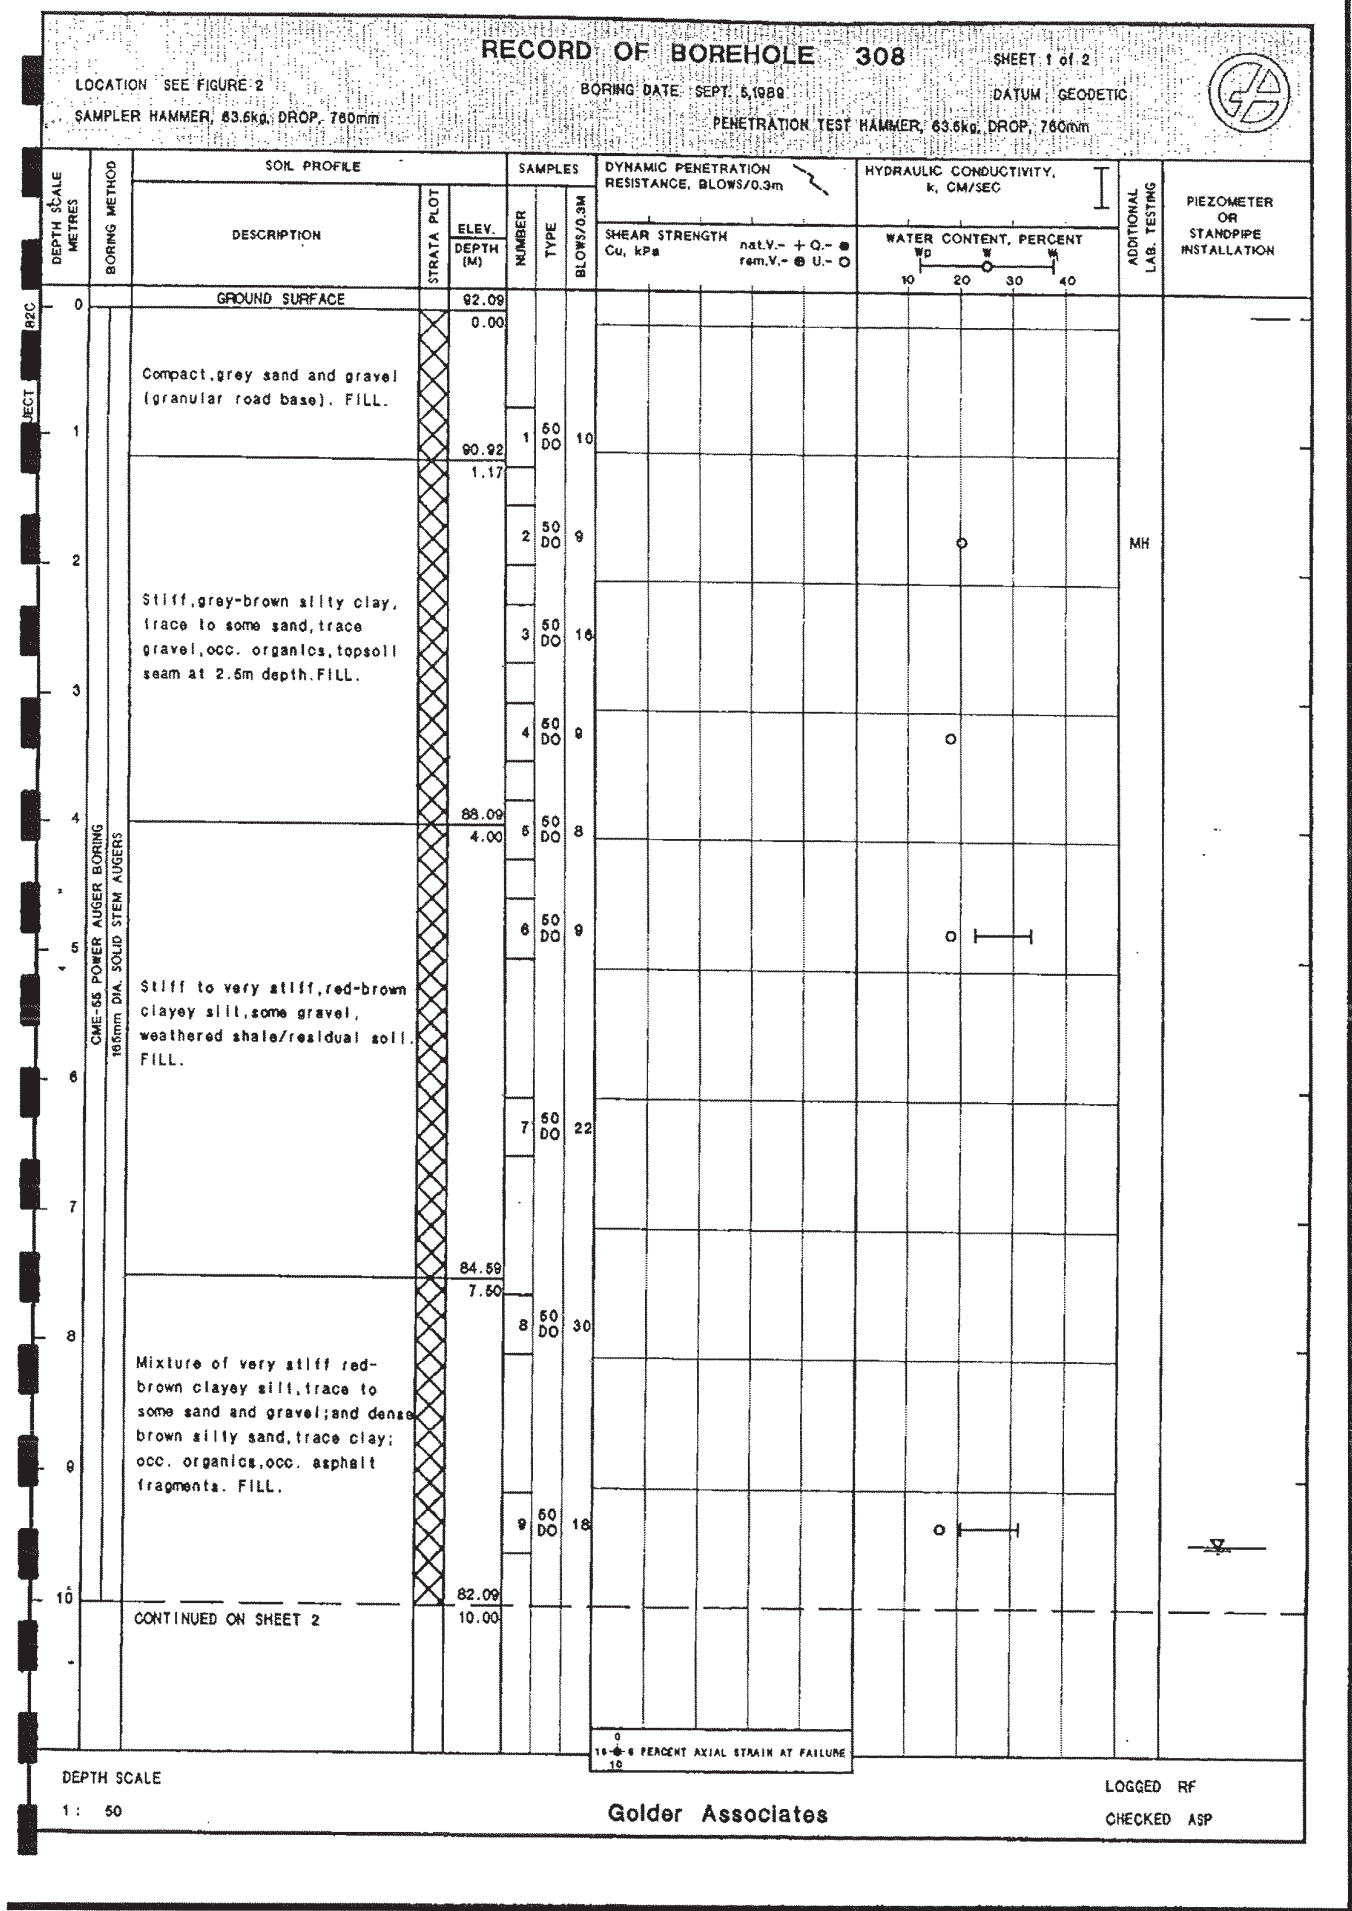 RECORD OF BOREHOLE 308
SHEET 1 of 2
LOCATION SEE FIGURE 2
BORING DATE SEPT. 5,1989
DATUM GEODETIC
SAMPLER HAMMER, 63.5kg, DROP, 760mm
PENETRATION TEST HAMMER, 63.5kg, DROP, 760mm
DEPTH SCALE
METRES
BORING METHOD
SOIL PROFILE
DESCRIPTION
STRATA PLOT
ELEV.
DEPTH
(M)
SAMPLES
NUMBER
TYPE
BLOWS/0.3M
DYNAMIC PENETRATION
RESISTANCE, BLOWS/0.3m
SHEAR STRENGTH
Cu, kPa
nat.V.- + Q.- ●
rem.V.- ⊕ U.- ○
HYDRAULIC CONDUCTIVITY,
k, CM/SEC
WATER CONTENT, PERCENT
Wp W Wl
10 20 30 40
ADDITIONAL
LAB. TESTING
PIEZOMETER
OR
STANDPIPE
INSTALLATION
JECT 82C
0
GROUND SURFACE
92.09
0.00
Compact,grey sand and gravel
(granular road base). FILL.
1
1 50 DO 10
90.92
1.17
2 50 DO 9
MH
2
Stiff,grey-brown silty clay,
trace to some sand,trace
gravel,occ. organics,topsoil
seam at 2.5m depth.FILL.
3 50 DO 16
3
4 50 DO 9
4
88.09
4.00
5 50 DO 8
CME-55 POWER AUGER BORING
165mm DIA. SOLID STEM AUGERS
6 50 DO 9
5
Stiff to very stiff,red-brown
clayey silt,some gravel,
weathered shale/residual soil.
FILL.
6
7 50 DO 22
7
84.59
7.50
8 50 DO 30
8
Mixture of very stiff red-
brown clayey silt,trace to
some sand and gravel;and dense
brown silty sand,trace clay;
occ. organics,occ. asphalt
fragments. FILL.
9
9 50 DO 18
10
82.09
10.00
CONTINUED ON SHEET 2
0
15 5 PERCENT AXIAL STRAIN AT FAILURE
10
DEPTH SCALE
1 : 50
Golder Associates
LOGGED RF
CHECKED ASP